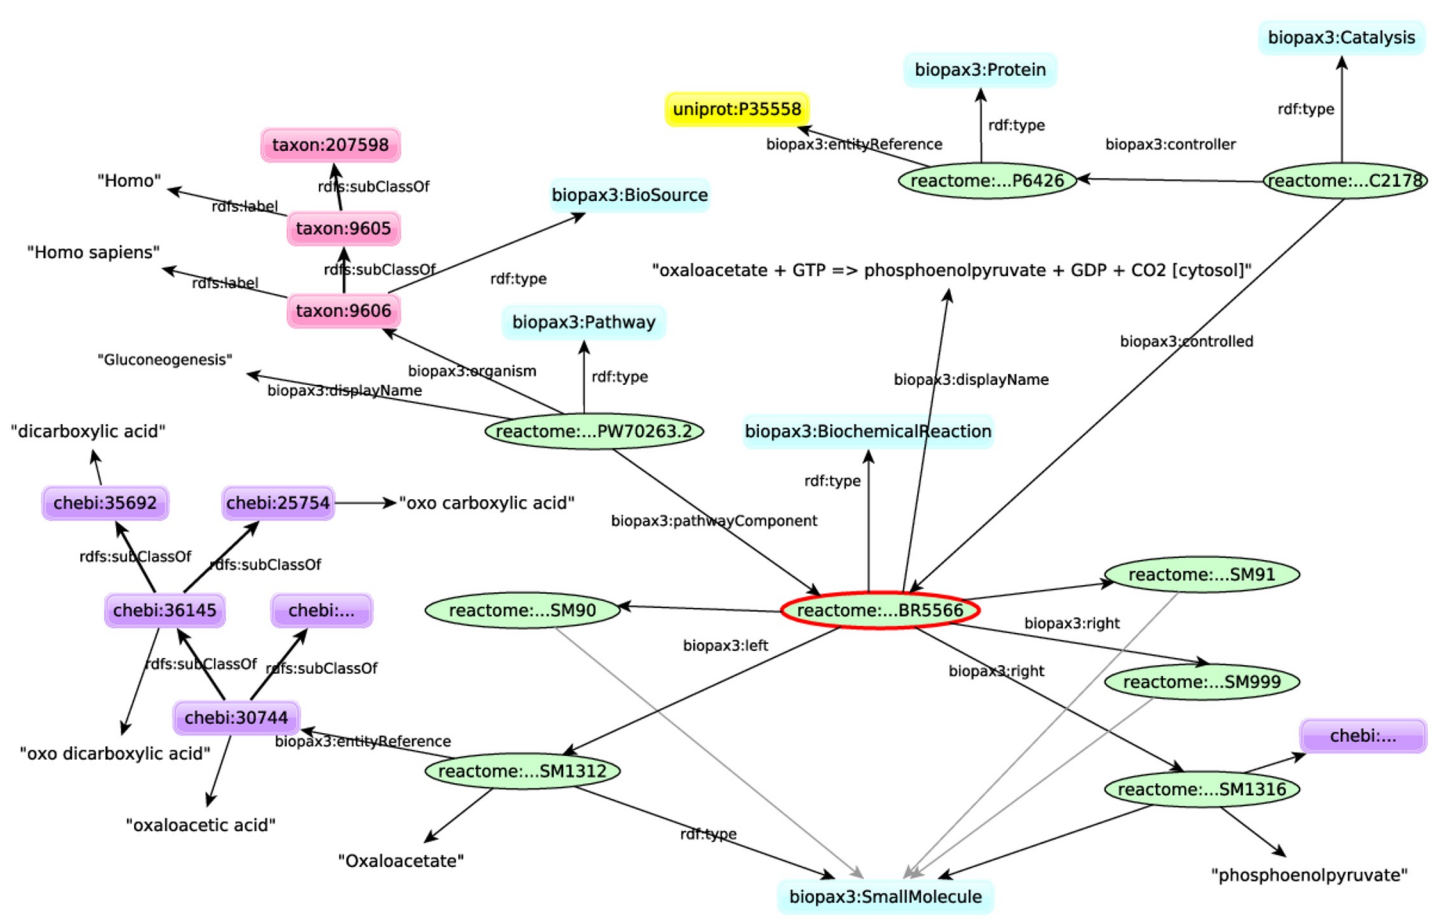 biopax3:Catalysis
biopax3:Protein
uniprot:P35558
rdf:type
rdf:type
biopax3:entityReference
biopax3:controller
taxon:207598
reactome:...P6426
reactome:...C2178
"Homo"
rdfs:subClassOf
biopax3:BioSource
rdfs:label
taxon:9605
"Homo sapiens"
rdfs:subClassOf
rdf:type
"oxaloacetate + GTP => phosphoenolpyruvate + GDP + CO2 [cytosol]"
rdfs:label
taxon:9606
biopax3:Pathway
biopax3:controlled
"Gluconeogenesis"
biopax3:organism
rdf:type
biopax3:displayName
biopax3:displayName
"dicarboxylic acid"
reactome:...PW70263.2
biopax3:BiochemicalReaction
rdf:type
chebi:35692
chebi:25754
"oxo carboxylic acid"
biopax3:pathwayComponent
rdfs:subClassOf
rdfs:subClassOf
reactome:...SM91
chebi:36145
chebi:...
reactome:...SM90
reactome:...BR5566
biopax3:right
biopax3:left
rdfs:subClassOf
rdfs:subClassOf
biopax3:right
reactome:...SM999
chebi:30744
chebi:...
biopax3:entityReference
"oxo dicarboxylic acid"
reactome:...SM1312
reactome:...SM1316
"oxaloacetic acid"
rdf:type
"Oxaloacetate"
"phosphoenolpyruvate"
biopax3:SmallMolecule